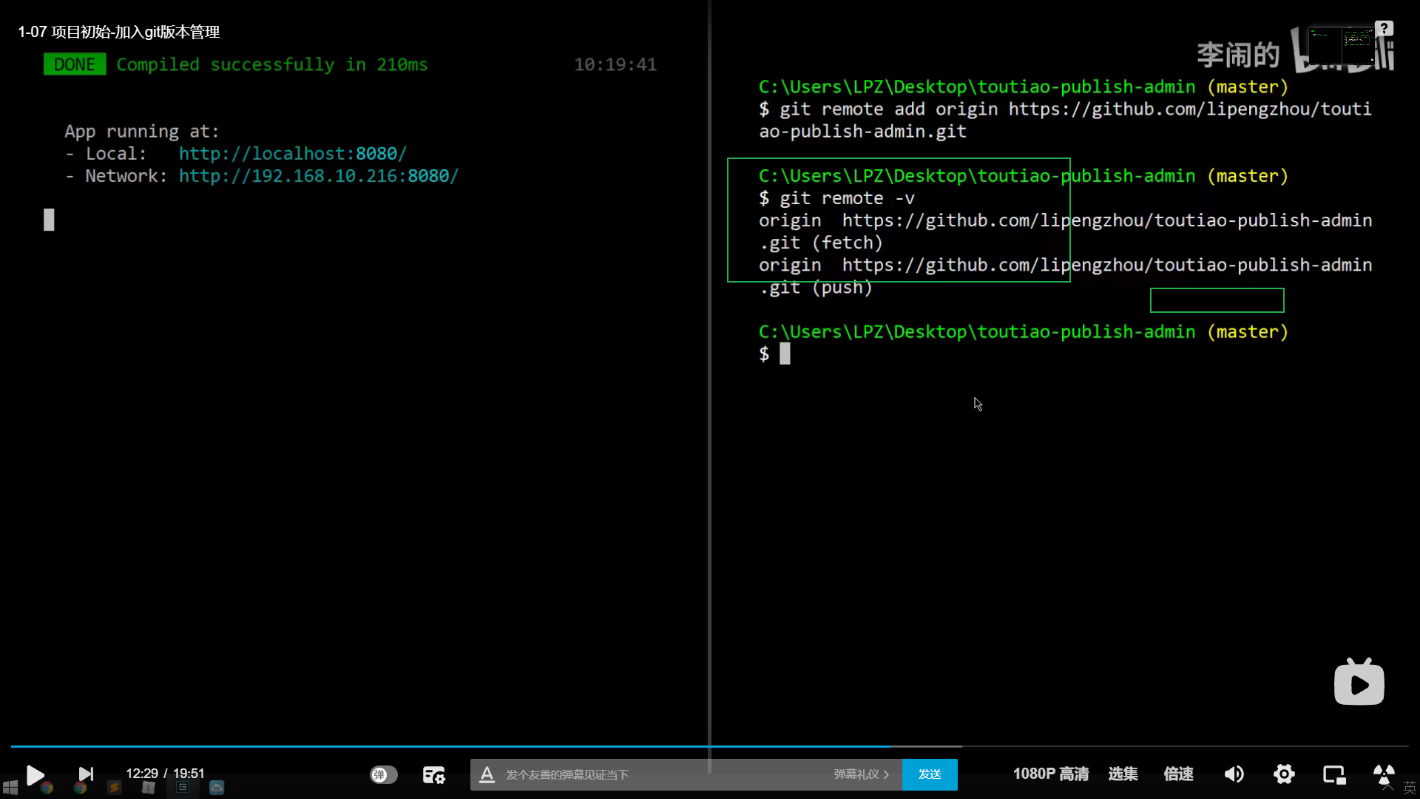 1-07 项目初始-加入git版本管理
李闹的
DONE Compiled successfully in 210ms 10:19:41
App running at:
- Local: http://localhost:8080/
- Network: http://192.168.10.216:8080/
C:\Users\LPZ\Desktop\toutiao-publish-admin (master)
$ git remote add origin https://github.com/lipengzhou/touti
ao-publish-admin.git
C:\Users\LPZ\Desktop\toutiao-publish-admin (master)
$ git remote -v
origin https://github.com/lipengzhou/toutiao-publish-admin
.git (fetch)
origin https://github.com/lipengzhou/toutiao-publish-admin
.git (push)
C:\Users\LPZ\Desktop\toutiao-publish-admin (master)
$
12:29 / 19:51
弹
A 发个友善的弹幕见证当下
弹幕礼仪 >
发送
1080P 高清
选集
倍速
英